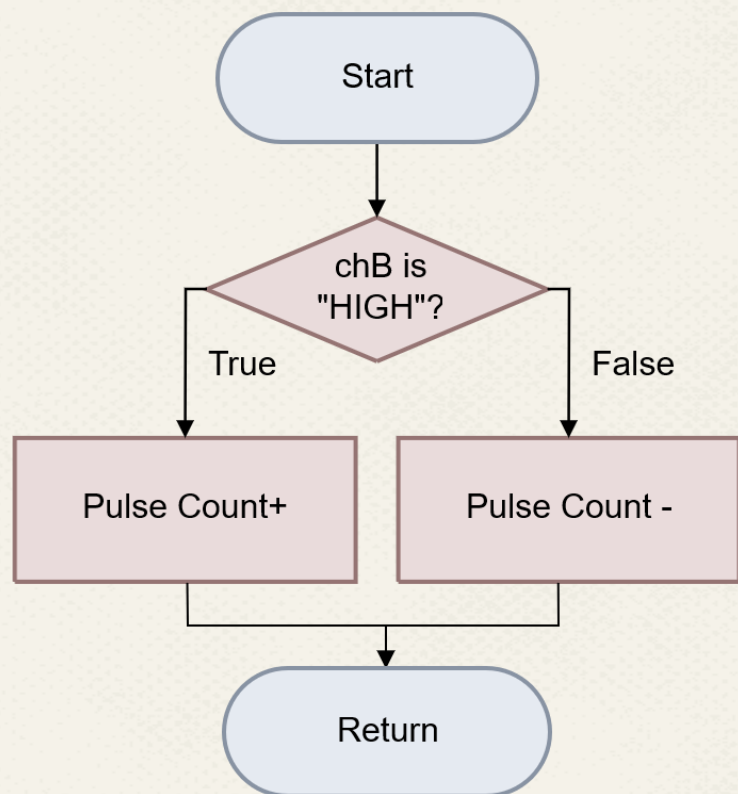 Start
chB is
"HIGH"?
True
False
Pulse Count+
Pulse Count -
Return